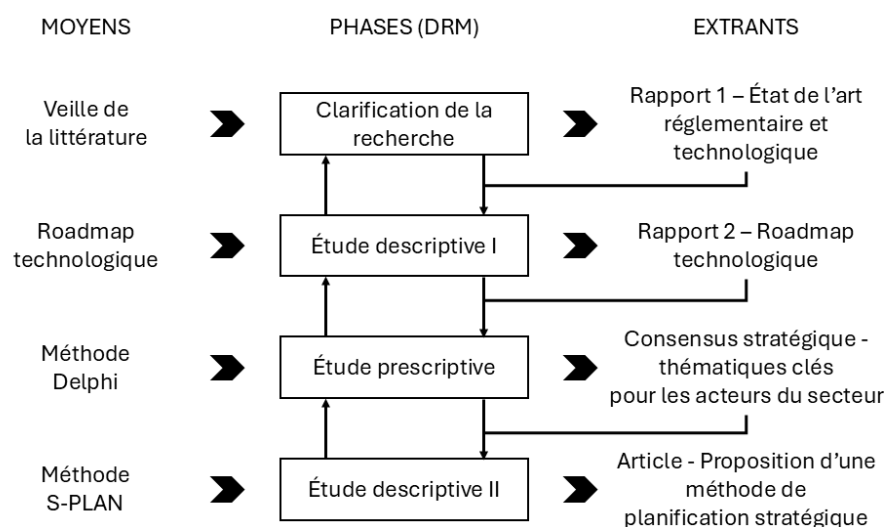 MOYENS
PHASES (DRM)
EXTRANTS
Veille de
la littérature
Clarification de la
recherche
Rapport 1 – État de l’art
réglementaire et
technologique
Roadmap
technologique
Étude descriptive I
Rapport 2 – Roadmap
technologique
Méthode
Delphi
Étude prescriptive
Consensus stratégique -
thématiques clés
pour les acteurs du secteur
Méthode
S-PLAN
Étude descriptive II
Article - Proposition d’une
méthode de
planification stratégique